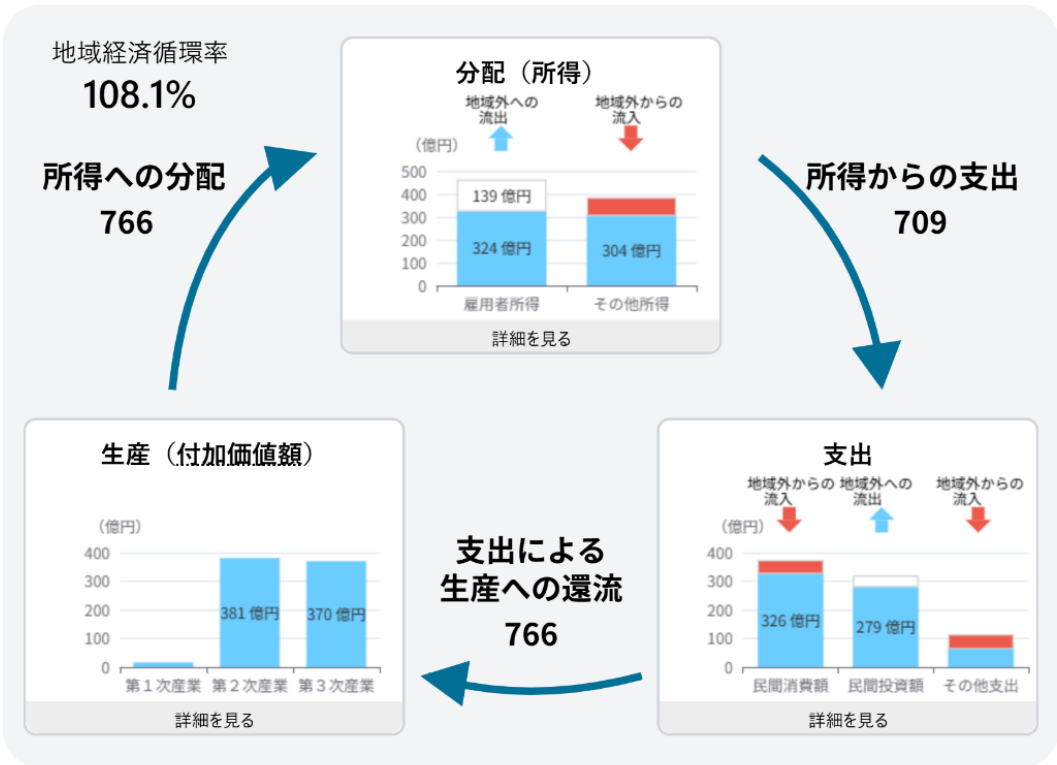 地域経済循環率
108.1%
所得への分配
766
分配（所得）
地域外への
流出
地域外からの
流入
（億円）
500
400
300
200
100
0
139 億円
324 億円
304 億円
雇用者所得
その他所得
詳細を見る
所得からの支出
709
生産（付加価値額）
（億円）
400
300
200
100
0
381 億円
370 億円
第１次産業
第２次産業
第３次産業
詳細を見る
支出による
生産への還流
766
支出
地域外からの
流入
地域外への
流出
地域外からの
流入
（億円）
400
300
200
100
0
326 億円
279 億円
民間消費額
民間投資額
その他支出
詳細を見る